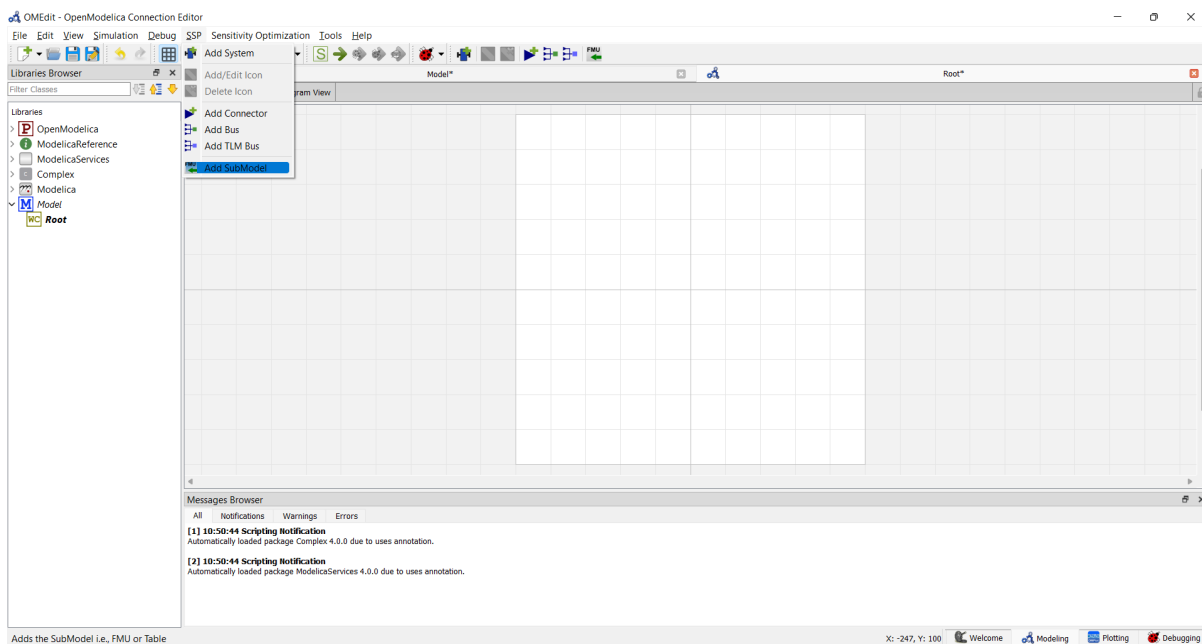 OMEdit - OpenModelica Connection Editor
File Edit View Simulation Debug SSP Sensitivity Optimization Tools Help
S FMU
Libraries Browser
Filter Classes
Libraries
P OpenModelica
i ModelicaReference
ModelicaServices
C Complex
Modelica
M Model
WC Root
Add System
Add/Edit Icon
Delete Icon
Add Connector
Add Bus
Add TLM Bus
FMU Add SubModel
Model*
Root*
gram View
Messages Browser
All Notifications Warnings Errors
[1] 10:50:44 Scripting Notification
Automatically loaded package Complex 4.0.0 due to uses annotation.
[2] 10:50:44 Scripting Notification
Automatically loaded package ModelicaServices 4.0.0 due to uses annotation.
Adds the SubModel i.e., FMU or Table
X: -247, Y: 100 Welcome Modeling Plotting Debugging